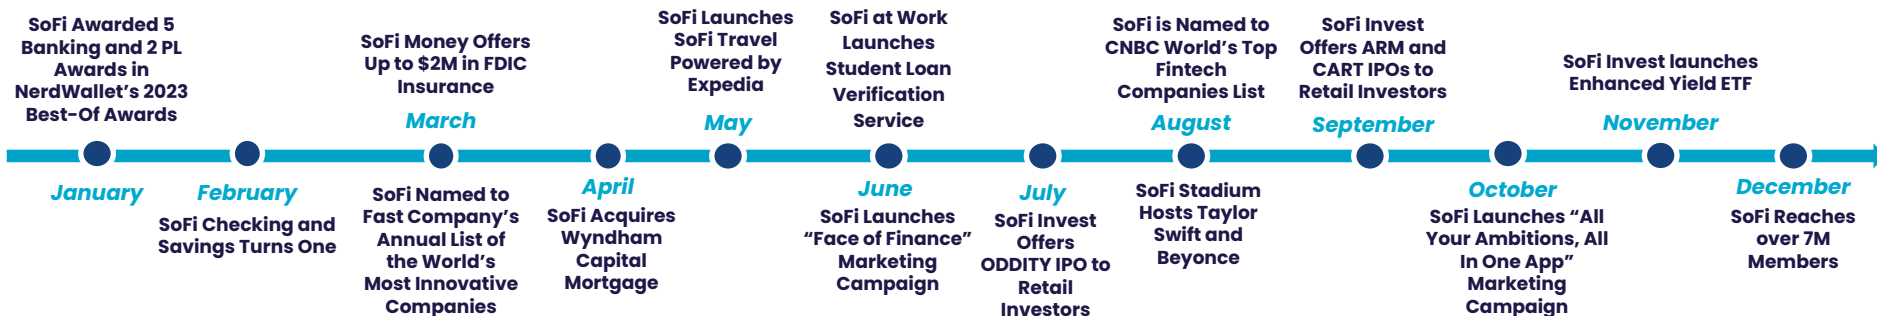 SoFi Awarded 5
Banking and 2 PL
Awards in
NerdWallet’s 2023
Best-Of Awards
January
February
SoFi Checking and
Savings Turns One
SoFi Money Offers
Up to $2M in FDIC
Insurance
March
SoFi Named to
Fast Company’s
Annual List of
the World’s
Most Innovative
Companies
April
SoFi Acquires
Wyndham
Capital
Mortgage
SoFi Launches
SoFi Travel
Powered by
Expedia
May
SoFi at Work
Launches
Student Loan
Verification
Service
June
SoFi Launches
“Face of Finance”
Marketing
Campaign
July
SoFi Invest
Offers
ODDITY IPO to
Retail
Investors
SoFi is Named to
CNBC World’s Top
Fintech
Companies List
August
SoFi Stadium
Hosts Taylor
Swift and
Beyonce
SoFi Invest
Offers ARM and
CART IPOs to
Retail Investors
September
October
SoFi Launches “All
Your Ambitions, All
In One App”
Marketing
Campaign
SoFi Invest launches
Enhanced Yield ETF
November
December
SoFi Reaches
over 7M
Members